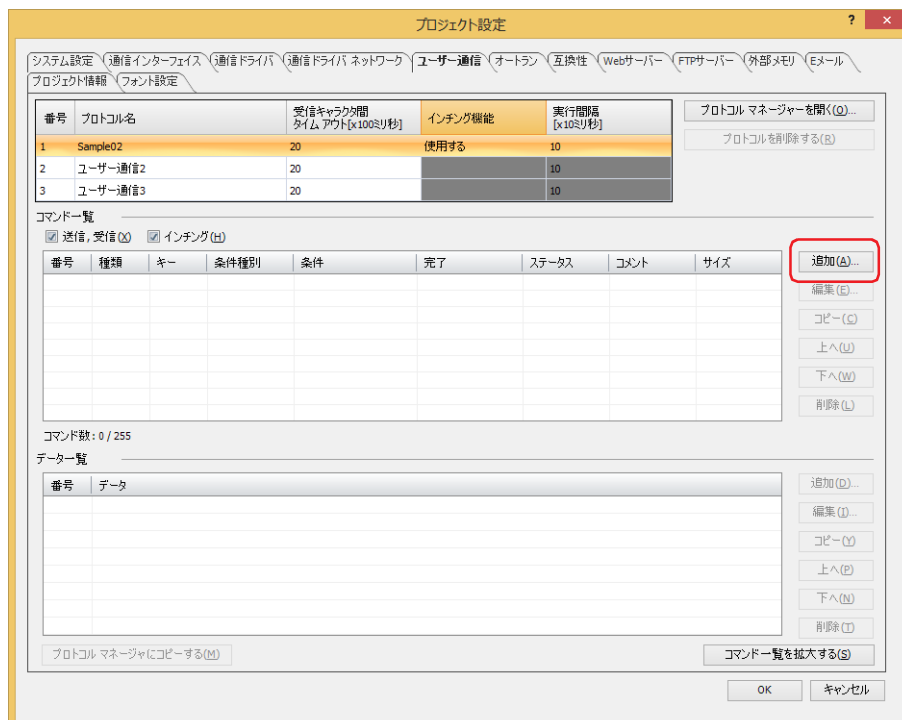 プロジェクト設定
? ×
システム設定 通信インターフェイス 通信ドライバ 通信ドライバ ネットワーク ユーザー通信 オートラン 互換性 Webサーバー FTPサーバー 外部メモリ Eメール
プロジェクト情報 フォント設定
番号 プロトコル名 受信キャラクタ間 タイム アウト[x100ミリ秒] インチング機能 実行間隔 [x10ミリ秒]
1 Sample02 20 使用する 10
2 ユーザー通信2 20 10
3 ユーザー通信3 20 10
プロトコル マネージャーを開く(O)...
プロトコルを削除する(R)
コマンド一覧
送信, 受信(X) インチング(H)
番号 種類 キー 条件種別 条件 完了 ステータス コメント サイズ
追加(A)...
編集(E)...
コピー(C)
上へ(U)
下へ(W)
削除(L)
コマンド数: 0 / 255
データ一覧
番号 データ
追加(D)...
編集(I)...
コピー(Y)
上へ(P)
下へ(N)
削除(T)
プロトコル マネージャにコピーする(M)
コマンド一覧を拡大する(S)
OK キャンセル